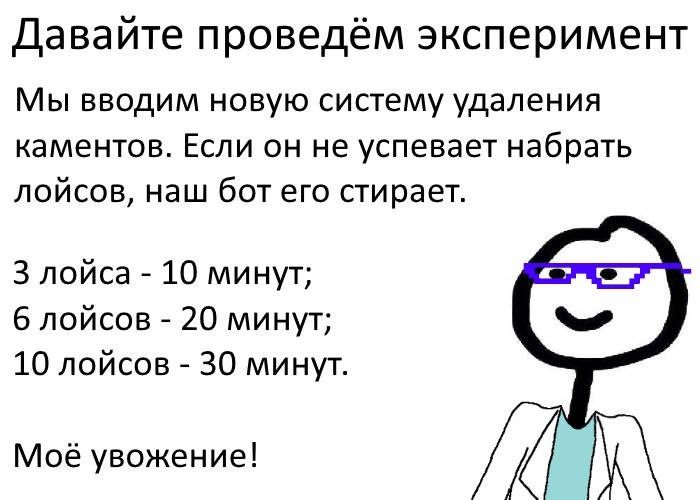 Давайте проведём эксперимент
Мы вводим новую систему удаления
каментов. Если он не успевает набрать
лойсов, наш бот его стирает.
3 лойса - 10 минут;
6 лойсов - 20 минут;
10 лойсов - 30 минут.
Моё увожение!